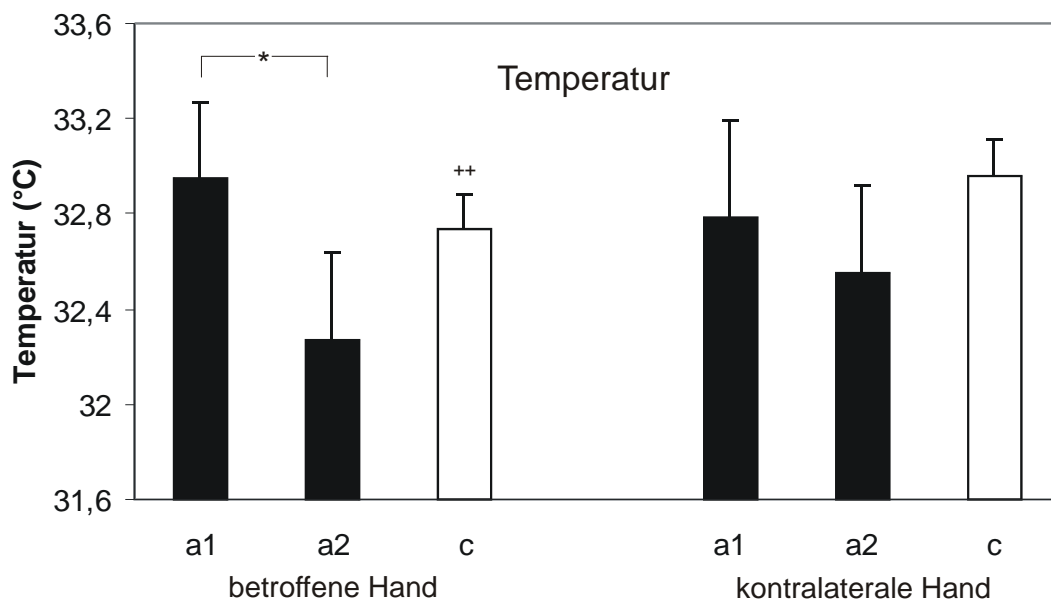 33,6
*
Temperatur
33,2
++
32,8
32,4
32
31,6
Temperatur (°C)
a1 a2 c a1 a2 c
betroffene Hand kontralaterale Hand